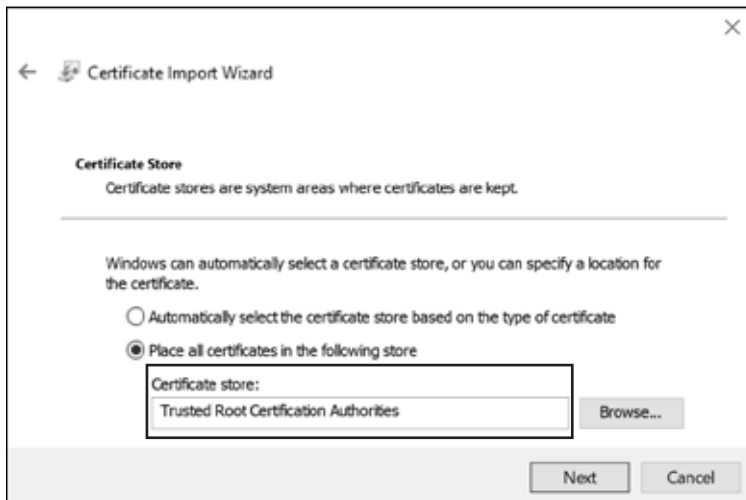 Certificate Import Wizard
Certificate Store
Certificate stores are system areas where certificates are kept.
Windows can automatically select a certificate store, or you can specify a location for
the certificate.
Automatically select the certificate store based on the type of certificate
Place all certificates in the following store
Certificate store:
Trusted Root Certification Authorities
Browse...
Next
Cancel